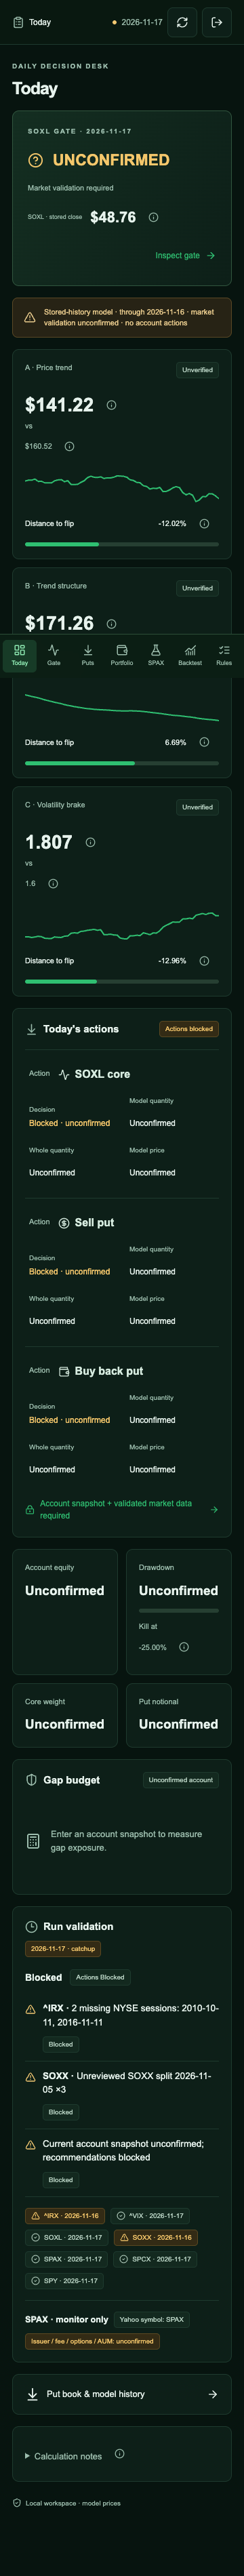 Today
2026-11-17
DAILY DECISION DESK
Today
SOXL GATE · 2026-11-17
UNCONFIRMED
Market validation required
SOXL · stored close $48.76
Inspect gate
Stored-history model · through 2026-11-16 · market
validation unconfirmed · no account actions
A · Price trend
Unverified
$141.22
vs
$160.52
Distance to flip -12.02%
B · Trend structure
Unverified
$171.26
Today Gate Puts Portfolio SPAX Backtest Rules
Distance to flip 6.69%
C · Volatility brake
Unverified
1.807
vs
1.6
Distance to flip -12.96%
Today's actions
Actions blocked
Action SOXL core
Decision
Blocked · unconfirmed
Model quantity
Unconfirmed
Whole quantity
Unconfirmed
Model price
Unconfirmed
Action Sell put
Decision
Blocked · unconfirmed
Model quantity
Unconfirmed
Whole quantity
Unconfirmed
Model price
Unconfirmed
Action Buy back put
Decision
Blocked · unconfirmed
Model quantity
Unconfirmed
Whole quantity
Unconfirmed
Model price
Unconfirmed
Account snapshot + validated market data
required
Account equity
Unconfirmed
Drawdown
Unconfirmed
Kill at
-25.00%
Core weight
Unconfirmed
Put notional
Unconfirmed
Gap budget
Unconfirmed account
Enter an account snapshot to measure
gap exposure.
Run validation
2026-11-17 · catchup
Blocked Actions Blocked
^IRX · 2 missing NYSE sessions: 2010-10-
11, 2016-11-11
Blocked
SOXX · Unreviewed SOXX split 2026-11-
05 ×3
Blocked
Current account snapshot unconfirmed;
recommendations blocked
Blocked
^IRX · 2026-11-16 ^VIX · 2026-11-17
SOXL · 2026-11-17 SOXX · 2026-11-16
SPAX · 2026-11-17 SPCX · 2026-11-17
SPY · 2026-11-17
SPAX · monitor only Yahoo symbol: SPAX
Issuer / fee / options / AUM: unconfirmed
Put book & model history
Calculation notes
Local workspace · model prices